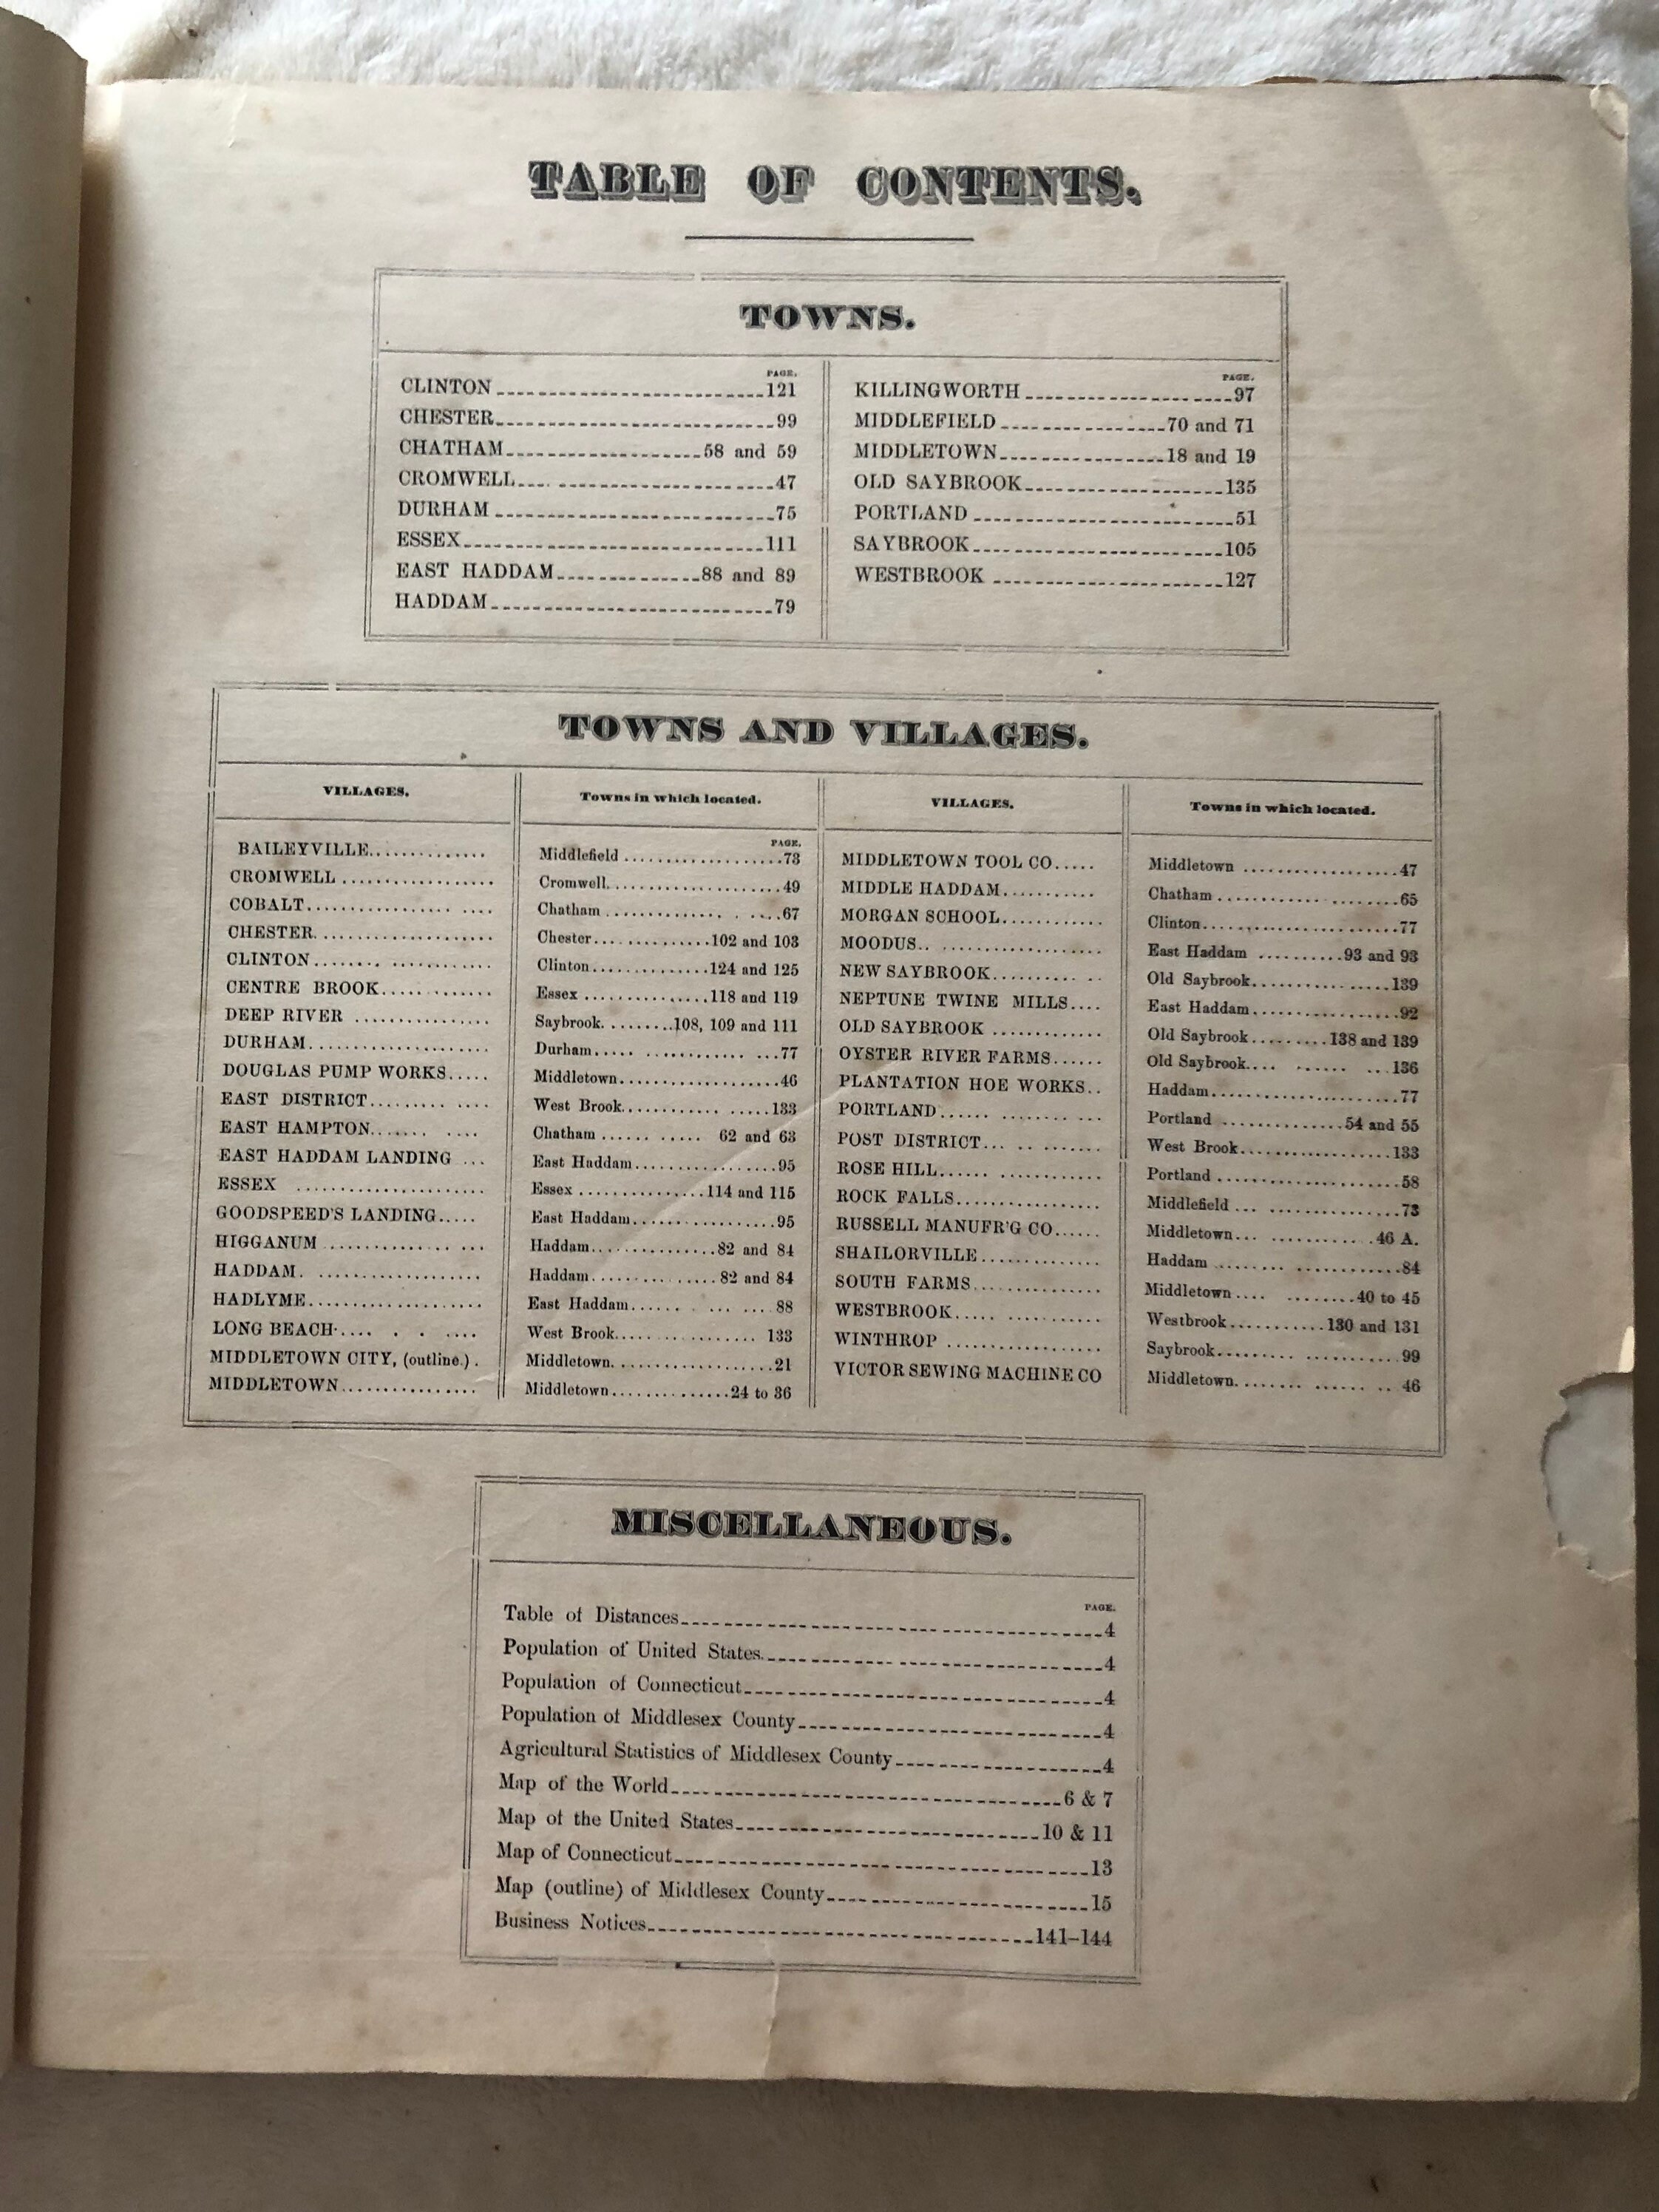 TABLE OF CONTENTS.
TOWNS.
PAGE.
CLINTON 121
CHESTER 99
CHATHAM 58 and 59
CROMWELL 47
DURHAM 75
ESSEX 111
EAST HADDAM 88 and 89
HADDAM 79
PAGE.
KILLINGWORTH 97
MIDDLEFIELD 70 and 71
MIDDLETOWN 18 and 19
OLD SAYBROOK 135
PORTLAND 51
SAYBROOK 105
WESTBROOK 127
TOWNS AND VILLAGES.
VILLAGES. Towns in which located.
PAGE.
BAILEYVILLE Middlefield 73
CROMWELL Cromwell 49
COBALT Chatham 67
CHESTER Chester 102 and 103
CLINTON Clinton 124 and 125
CENTRE BROOK Essex 118 and 119
DEEP RIVER Saybrook 108, 109 and 111
DURHAM Durham 77
DOUGLAS PUMP WORKS Middletown 46
EAST DISTRICT West Brook 133
EAST HAMPTON Chatham 62 and 63
EAST HADDAM LANDING East Haddam 95
ESSEX Essex 114 and 115
GOODSPEED'S LANDING East Haddam 95
HIGGANUM Haddam 82 and 84
HADDAM Haddam 82 and 84
HADLYME East Haddam 88
LONG BEACH West Brook 133
MIDDLETOWN CITY, (outline.) Middletown 21
MIDDLETOWN Middletown 24 to 36
VILLAGES. Towns in which located.
MIDDLETOWN TOOL CO Middletown 47
MIDDLE HADDAM Chatham 65
MORGAN SCHOOL Clinton 77
MOODUS East Haddam 93 and 93
NEW SAYBROOK Old Saybrook 139
NEPTUNE TWINE MILLS East Haddam 92
OLD SAYBROOK Old Saybrook 138 and 139
OYSTER RIVER FARMS Old Saybrook 136
PLANTATION HOE WORKS Haddam 77
PORTLAND Portland 54 and 55
POST DISTRICT West Brook 133
ROSE HILL Portland 58
ROCK FALLS Middlefield 73
RUSSELL MANUFR'G CO Middletown 46 A.
SHAILORVILLE Haddam 84
SOUTH FARMS Middletown 40 to 45
WESTBROOK Westbrook 130 and 131
WINTHROP Saybrook 99
VICTOR SEWING MACHINE CO Middletown 46
MISCELLANEOUS.
PAGE.
Table of Distances 4
Population of United States 4
Population of Connecticut 4
Population of Middlesex County 4
Agricultural Statistics of Middlesex County 4
Map of the World 6 & 7
Map of the United States 10 & 11
Map of Connecticut 13
Map (outline) of Middlesex County 15
Business Notices 141-144